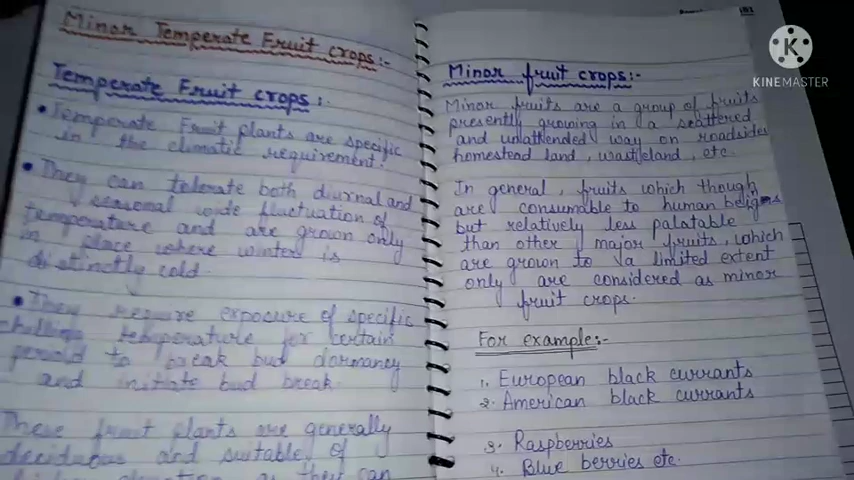 Minor Temperate Fruit crops:-
Temperate Fruit crops:-
• Temperate Fruit plants are specific
in the climatic requirement.
• They can tolerate both diurnal and
seasonal wide fluctuation of
temperature and are grown only
in place where winter is
distinctly cold.
• They require exposure of specific
chilling temperature for certain
period to break bud dormancy
and initiate bud break.
These fruit plants are generally
deciduous and suitable of
as they can
Minor fruit crops:-
Minor fruits are a group of fruits
presently growing in a scattered
and unattended way on roadsides
homestead land, wasteland, etc.
In general, fruits which though
are consumable to human beigns
but relatively less palatable
than other major fruits, which
are grown to a limited extent
only are considered as minor
fruit crops.
For example:-
1. European black currants
2. American black currants
3. Raspberries
4. Blue berries etc.
K
KINEMASTER